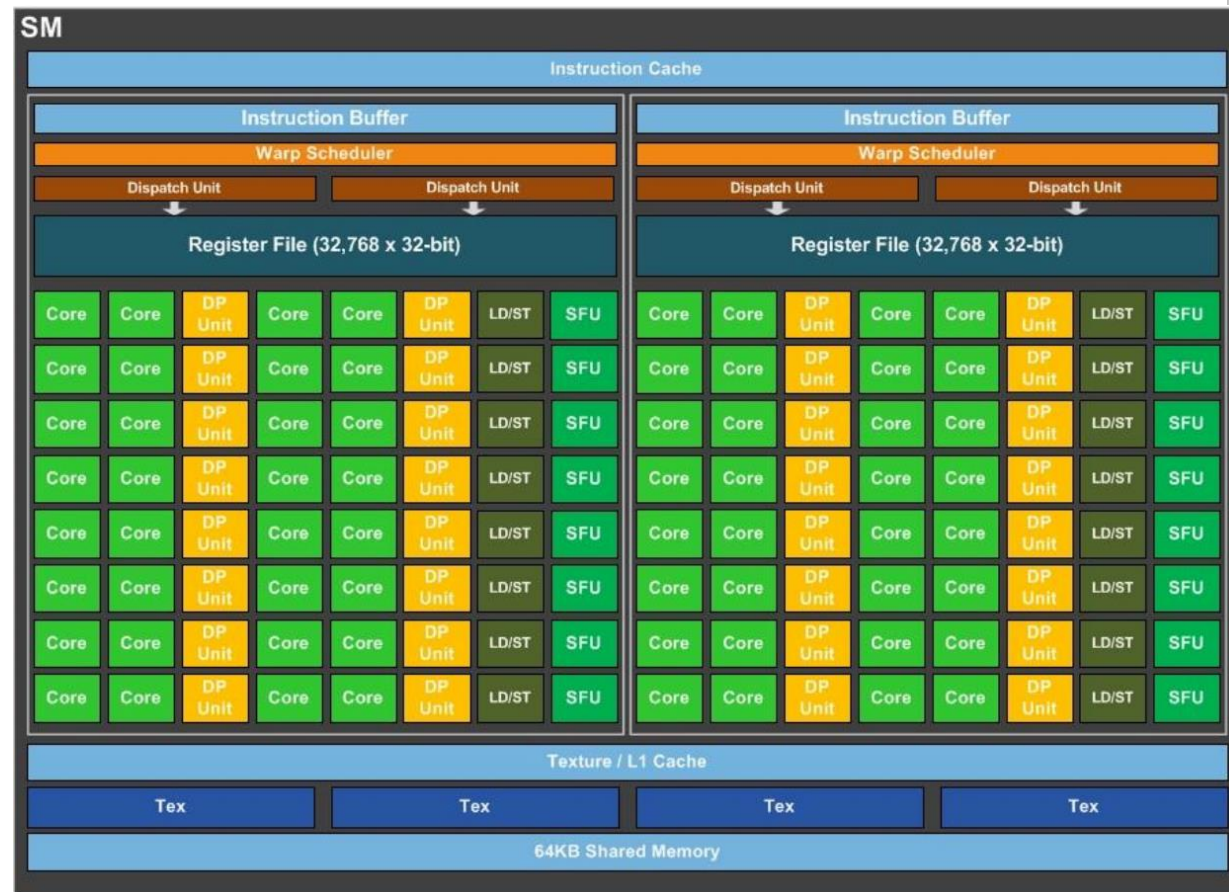 SM
Instruction Cache
Instruction Buffer Instruction Buffer
Warp Scheduler Warp Scheduler
Dispatch Unit Dispatch Unit Dispatch Unit Dispatch Unit
Register File (32,768 x 32-bit) Register File (32,768 x 32-bit)
Core Core DP Unit Core Core DP Unit LD/ST SFU Core Core DP Unit Core Core DP Unit LD/ST SFU
Core Core DP Unit Core Core DP Unit LD/ST SFU Core Core DP Unit Core Core DP Unit LD/ST SFU
Core Core DP Unit Core Core DP Unit LD/ST SFU Core Core DP Unit Core Core DP Unit LD/ST SFU
Core Core DP Unit Core Core DP Unit LD/ST SFU Core Core DP Unit Core Core DP Unit LD/ST SFU
Core Core DP Unit Core Core DP Unit LD/ST SFU Core Core DP Unit Core Core DP Unit LD/ST SFU
Core Core DP Unit Core Core DP Unit LD/ST SFU Core Core DP Unit Core Core DP Unit LD/ST SFU
Core Core DP Unit Core Core DP Unit LD/ST SFU Core Core DP Unit Core Core DP Unit LD/ST SFU
Core Core DP Unit Core Core DP Unit LD/ST SFU Core Core DP Unit Core Core DP Unit LD/ST SFU
Texture / L1 Cache
Tex Tex Tex Tex
64KB Shared Memory